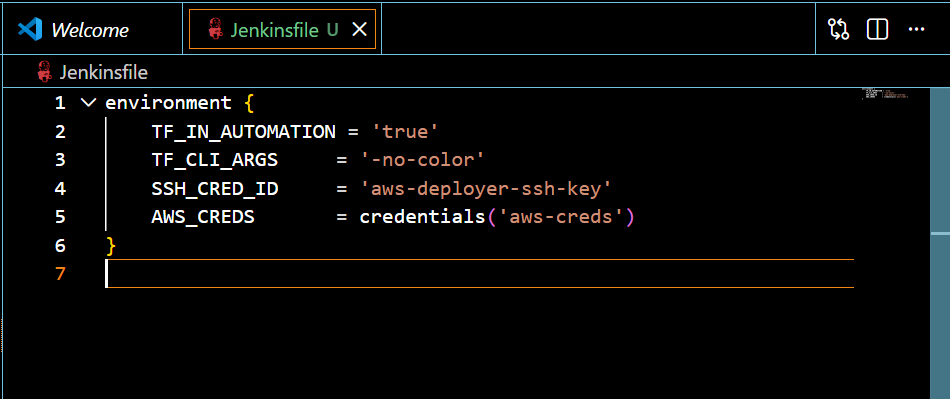 Welcome
Jenkinsfile U
Jenkinsfile
1 environment {
2     TF_IN_AUTOMATION = 'true'
3     TF_CLI_ARGS     = '-no-color'
4     SSH_CRED_ID     = 'aws-deployer-ssh-key'
5     AWS_CREDS       = credentials('aws-creds')
6 }
7